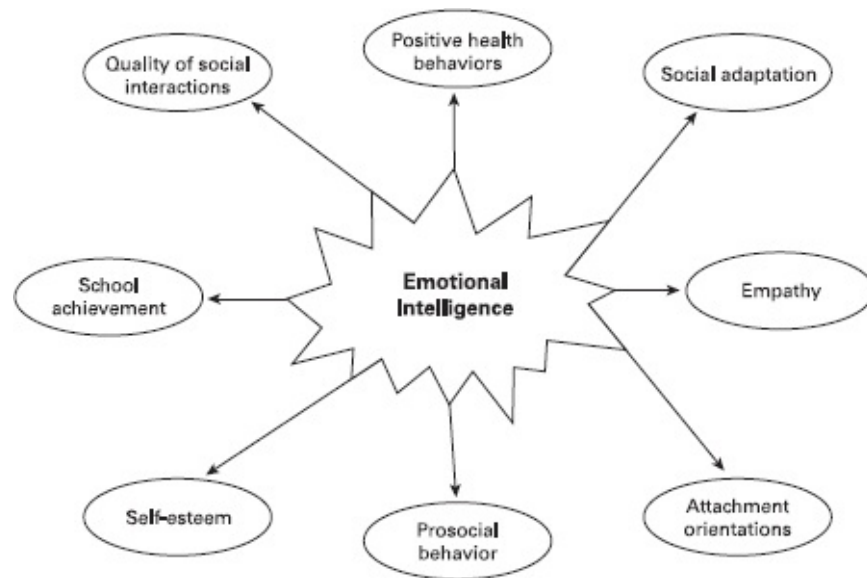 Positive health
behaviors
Quality of social
interactions
Social adaptation
School
achievement
Emotional
Intelligence
Empathy
Self-esteem
Prosocial
behavior
Attachment
orientations